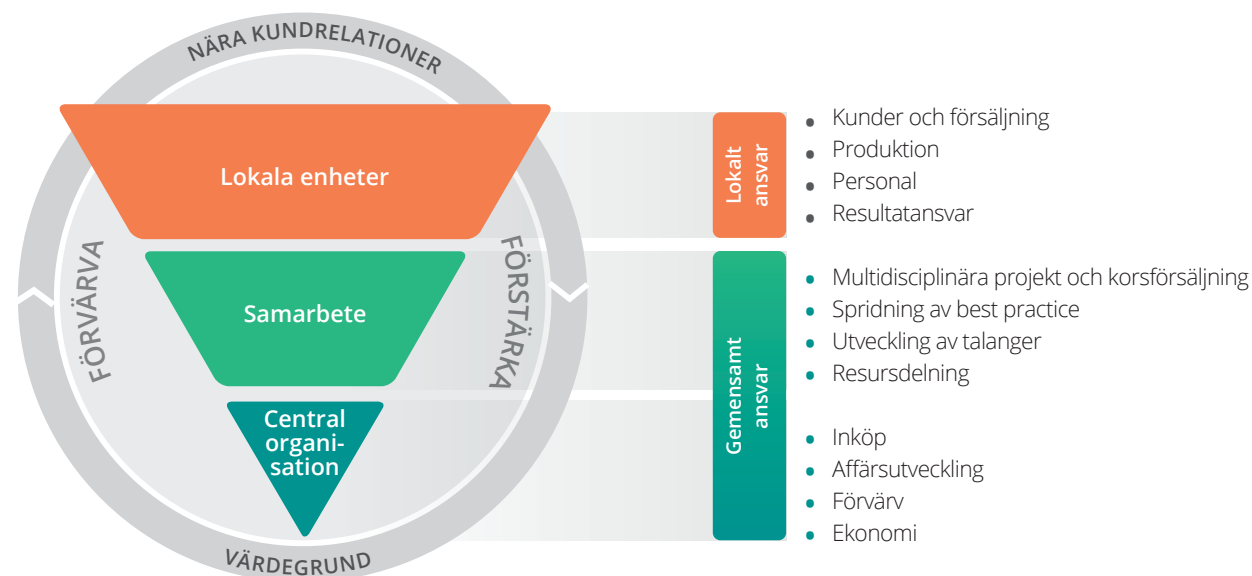 NÄRA KUNDRELATIONER
FÖRVÄRVA
FÖRSTÄRKA
VÄRDEGRUND
Lokala enheter
Samarbete
Central
organi-
sation
Lokalt
ansvar
Kunder och försäljning
Produktion
Personal
Resultatansvar
Gemensamt
ansvar
Multidisciplinära projekt och korsförsäljning
Spridning av best practice
Utveckling av talanger
Resursdelning
Inköp
Affärsutveckling
Förvärv
Ekonomi